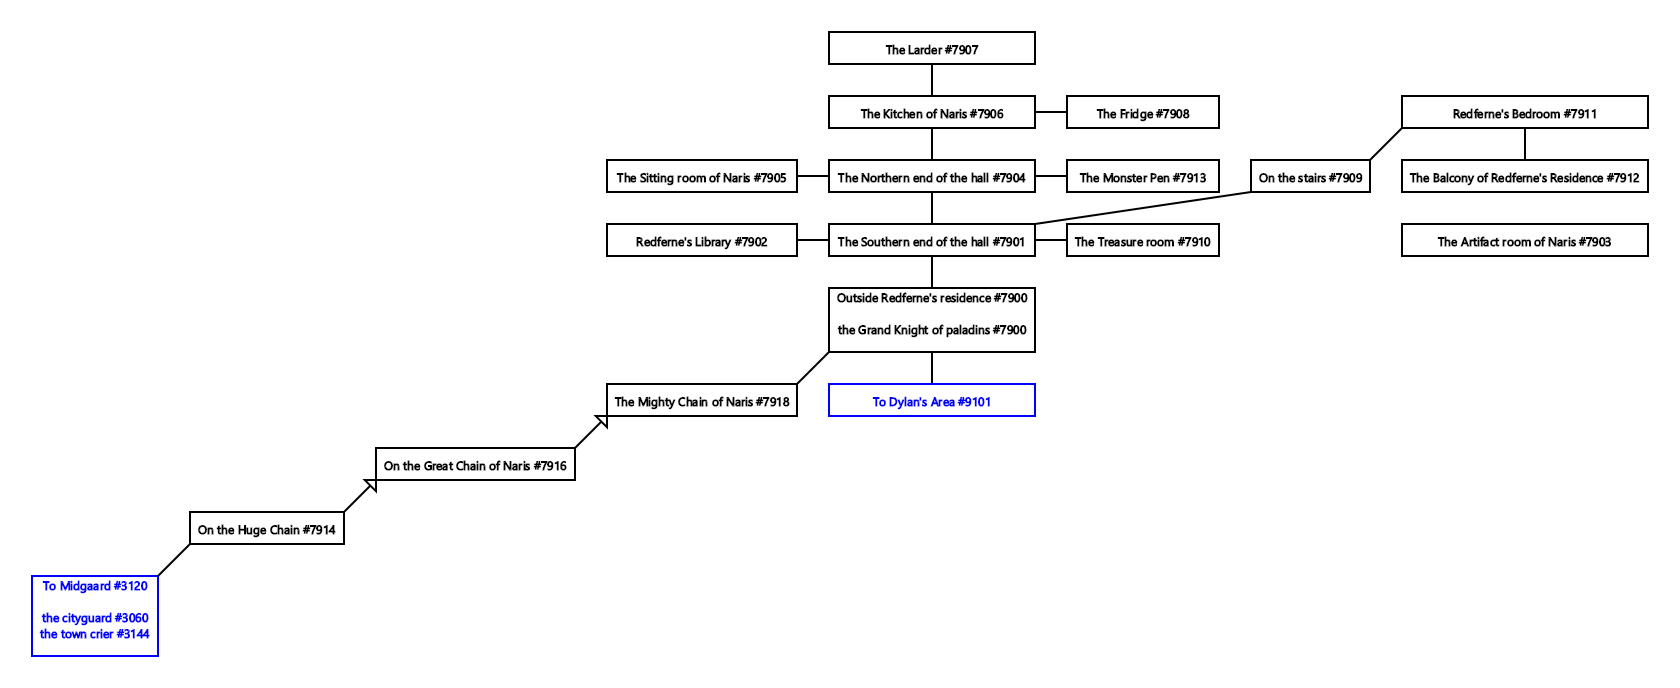 The Larder #7907
The Kitchen of Naris #7906
The Fridge #7908
Redferne's Bedroom #7911
The Sitting room of Naris #7905
The Northern end of the hall #7904
The Monster Pen #7913
On the stairs #7909
The Balcony of Redferne's Residence #7912
Redferne's Library #7902
The Southern end of the hall #7901
The Treasure room #7910
The Artifact room of Naris #7903
Outside Redferne's residence #7900
the Grand Knight of paladins #7900
The Mighty Chain of Naris #7918
To Dylan's Area #9101
On the Great Chain of Naris #7916
On the Huge Chain #7914
To Midgaard #3120
the cityguard #3060
the town crier #3144